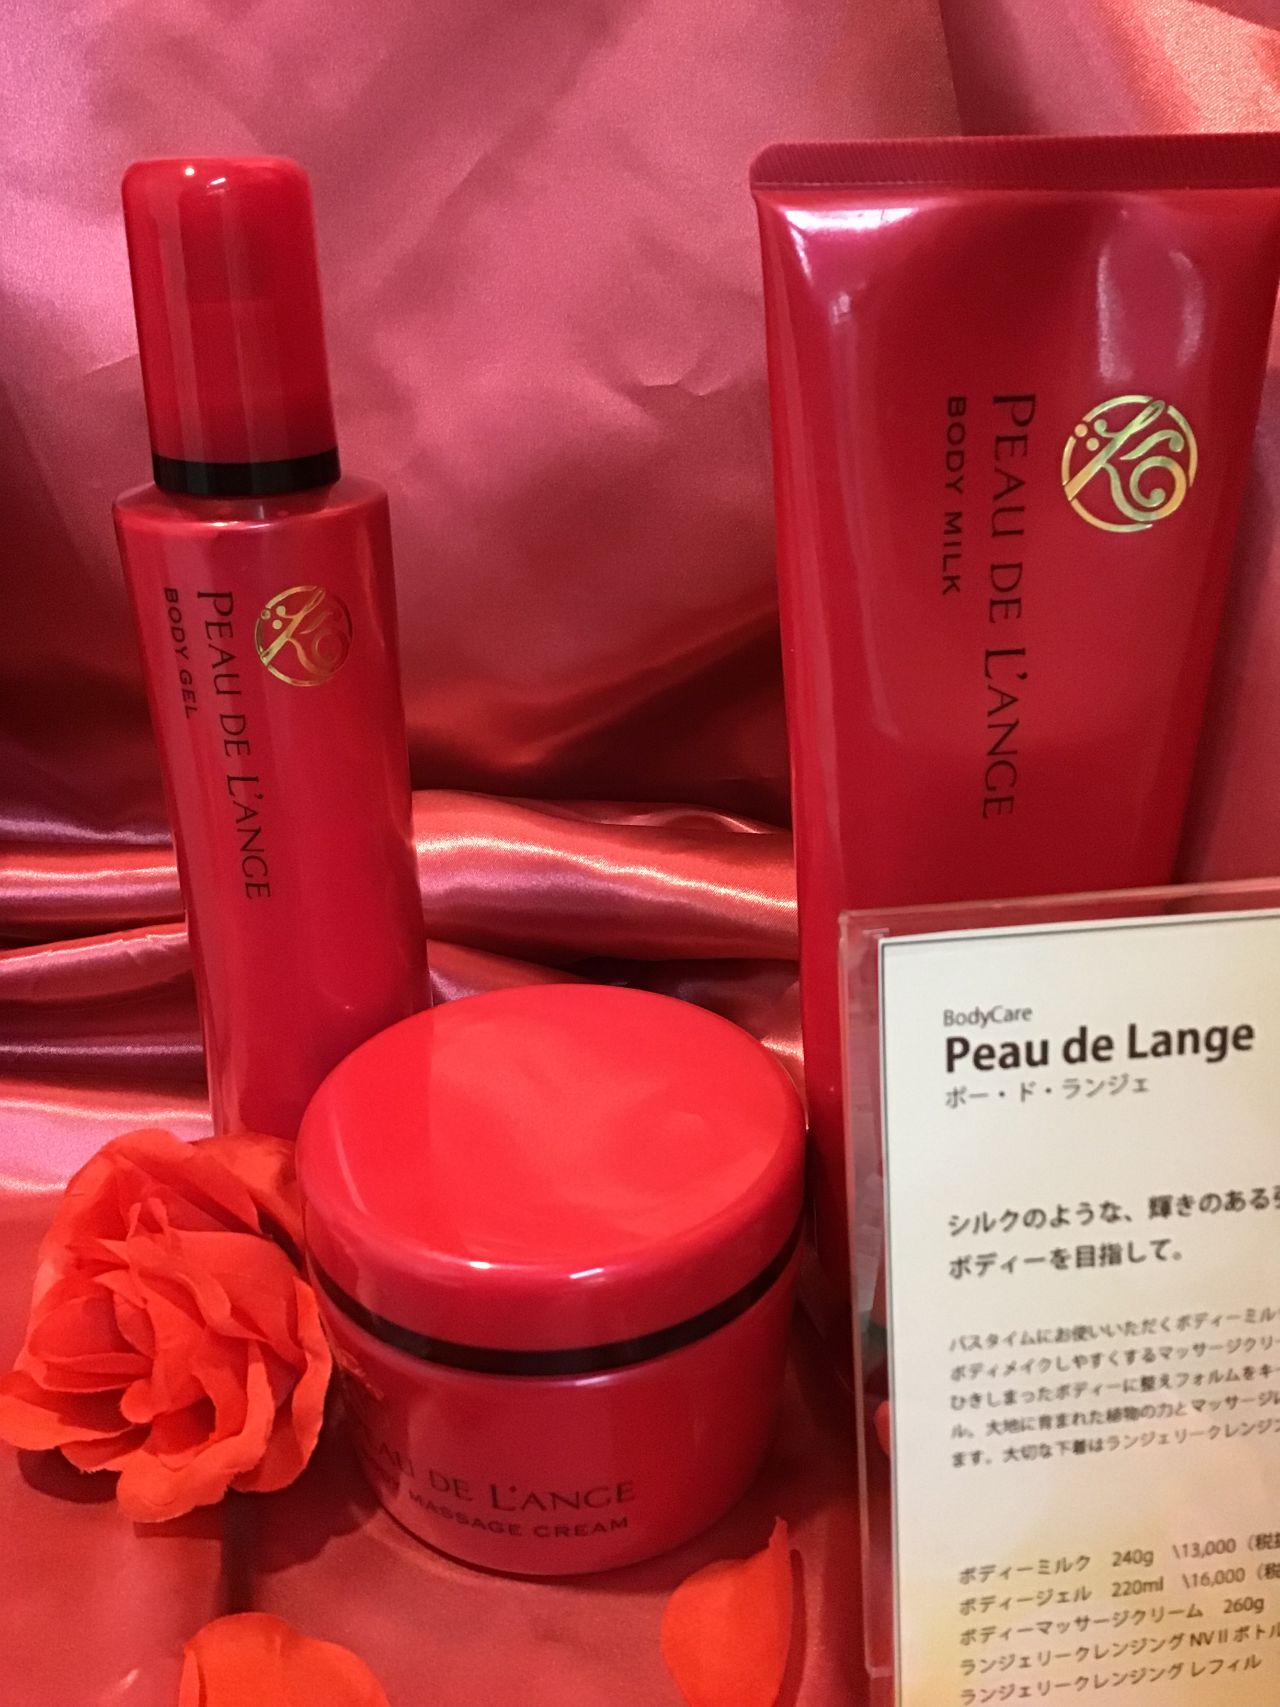 PEAU DE L'ANGE
BODY GEL
PEAU DE L'ANGE
BODY MILK
DE L'ANGE
MASSAGE CREAM
BodyCare
Peau de Lange
ポー・ド・ランジェ
シルクのような、輝きのある
ボディーを目指して。
バスタイムにお使いいただくボディーミル
ボディメイクしやすくするマッサージクリ
ひきしまったボディーに整えフォルムをキ
ル。大地に育まれた植物の力とマッサージ
ます。大切な下着はランジェリークレンジ
ボディーミルク 240g \13,000（税
ボディージェル 220ml \16,000（税
ボディーマッサージクリーム 260g
ランジェリークレンジング NV II ボトル
ランジェリークレンジング レフィル